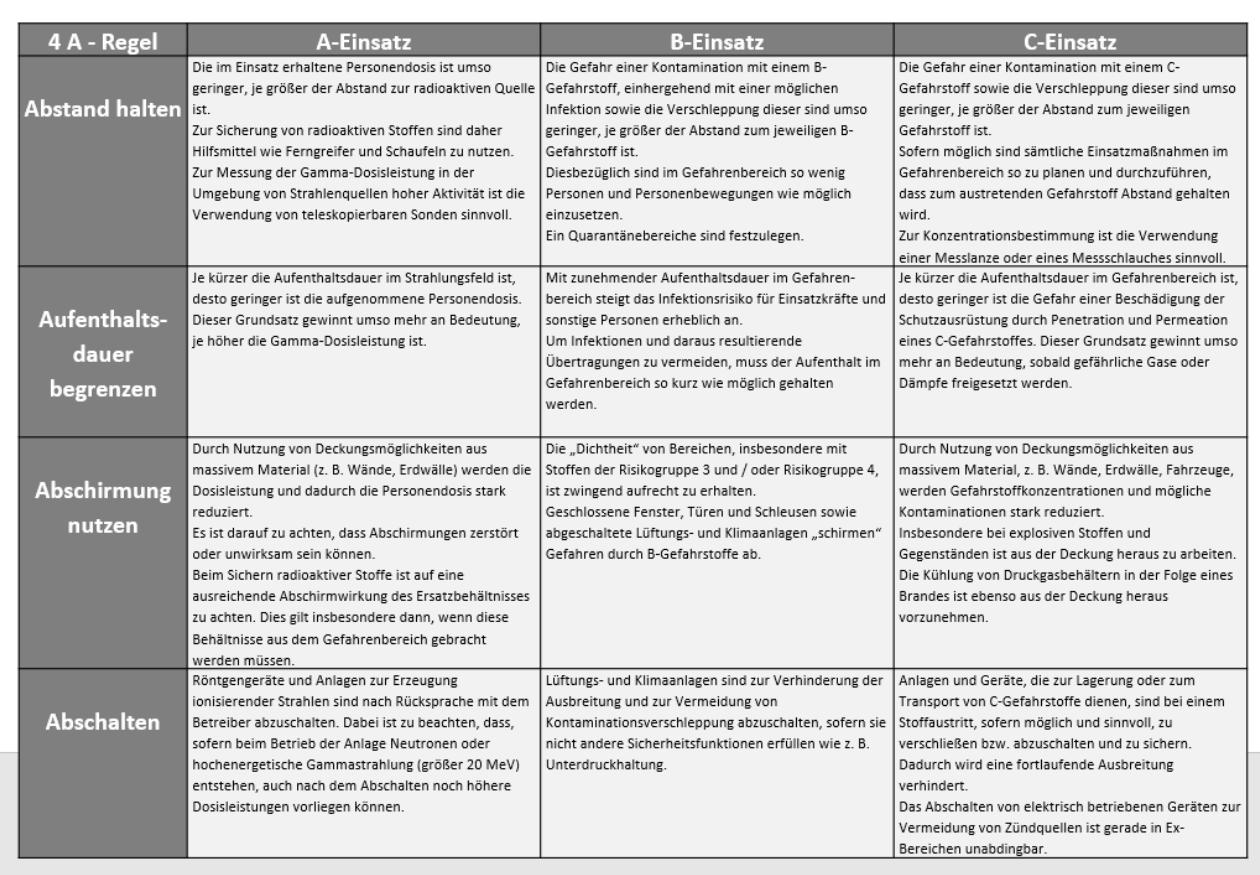 4 A - Regel
A-Einsatz
B-Einsatz
C-Einsatz
Abstand halten
Die im Einsatz erhaltene Personendosis ist umso
geringer, je größer der Abstand zur radioaktiven Quelle
ist.
Zur Sicherung von radioaktiven Stoffen sind daher
Hilfsmittel wie Ferngreifer und Schaufeln zu nutzen.
Zur Messung der Gamma-Dosisleistung in der
Umgebung von Strahlenquellen hoher Aktivität ist die
Verwendung von teleskopierbaren Sonden sinnvoll.
Die Gefahr einer Kontamination mit einem B-
Gefahrstoff, einhergehend mit einer möglichen
Infektion sowie die Verschleppung dieser sind umso
geringer, je größer der Abstand zum jeweiligen B-
Gefahrstoff ist.
Diesbezüglich sind im Gefahrenbereich so wenig
Personen und Personenbewegungen wie möglich
einzusetzen.
Ein Quarantänebereiche sind festzulegen.
Die Gefahr einer Kontamination mit einem C-
Gefahrstoff sowie die Verschleppung dieser sind umso
geringer, je größer der Abstand zum jeweiligen
Gefahrstoff ist.
Sofern möglich sind sämtliche Einsatzmaßnahmen im
Gefahrenbereich so zu planen und durchzuführen,
dass zum austretenden Gefahrstoff Abstand gehalten
wird.
Zur Konzentrationsbestimmung ist die Verwendung
einer Messlanze oder eines Messschlauches sinnvoll.
Aufenthalts-
dauer
begrenzen
Je kürzer die Aufenthaltsdauer im Strahlungsfeld ist,
desto geringer ist die aufgenommene Personendosis.
Dieser Grundsatz gewinnt umso mehr an Bedeutung,
je höher die Gamma-Dosisleistung ist.
Mit zunehmender Aufenthaltsdauer im Gefahren-
bereich steigt das Infektionsrisiko für Einsatzkräfte und
sonstige Personen erheblich an.
Um Infektionen und daraus resultierende
Übertragungen zu vermeiden, muss der Aufenthalt im
Gefahrenbereich so kurz wie möglich gehalten
werden.
Je kürzer die Aufenthaltsdauer im Gefahrenbereich ist,
desto geringer ist die Gefahr einer Beschädigung der
Schutzausrüstung durch Penetration und Permeation
eines C-Gefahrstoffes. Dieser Grundsatz gewinnt umso
mehr an Bedeutung, sobald gefährliche Gase oder
Dämpfe freigesetzt werden.
Abschirmung
nutzen
Durch Nutzung von Deckungsmöglichkeiten aus
massivem Material (z. B. Wände, Erdwälle) werden die
Dosisleistung und dadurch die Personendosis stark
reduziert.
Es ist darauf zu achten, dass Abschirmungen zerstört
oder unwirksam sein können.
Beim Sichern radioaktiver Stoffe ist auf eine
ausreichende Abschirmwirkung des Ersatzbehältnisses
zu achten. Dies gilt insbesondere dann, wenn diese
Behältnisse aus dem Gefahrenbereich gebracht
werden müssen.
Die „Dichtheit“ von Bereichen, insbesondere mit
Stoffen der Risikogruppe 3 und / oder Risikogruppe 4,
ist zwingend aufrecht zu erhalten.
Geschlossene Fenster, Türen und Schleusen sowie
abgeschaltete Lüftungs- und Klimaanlagen „schirmen“
Gefahren durch B-Gefahrstoffe ab.
Durch Nutzung von Deckungsmöglichkeiten aus
massivem Material, z. B. Wände, Erdwälle, Fahrzeuge,
werden Gefahrstoffkonzentrationen und mögliche
Kontaminationen stark reduziert.
Insbesondere bei explosiven Stoffen und
Gegenständen ist aus der Deckung heraus zu arbeiten.
Die Kühlung von Druckgasbehältern in der Folge eines
Brandes ist ebenso aus der Deckung heraus
vorzunehmen.
Abschalten
Röntgengeräte und Anlagen zur Erzeugung
ionisierender Strahlen sind nach Rücksprache mit dem
Betreiber abzuschalten. Dabei ist zu beachten, dass,
sofern beim Betrieb der Anlage Neutronen oder
hochenergetische Gammastrahlung (größer 20 MeV)
entstehen, auch nach dem Abschalten noch höhere
Dosisleistungen vorliegen können.
Lüftungs- und Klimaanlagen sind zur Verhinderung der
Ausbreitung und zur Vermeidung von
Kontaminationsverschleppung abzuschalten, sofern sie
nicht andere Sicherheitsfunktionen erfüllen wie z. B.
Unterdruckhaltung.
Anlagen und Geräte, die zur Lagerung oder zum
Transport von C-Gefahrstoffe dienen, sind bei einem
Stoffaustritt, sofern möglich und sinnvoll, zu
verschließen bzw. abzuschalten und zu sichern.
Dadurch wird eine fortlaufende Ausbreitung
verhindert.
Das Abschalten von elektrisch betriebenen Geräten zur
Vermeidung von Zündquellen ist gerade in Ex-
Bereichen unabdingbar.